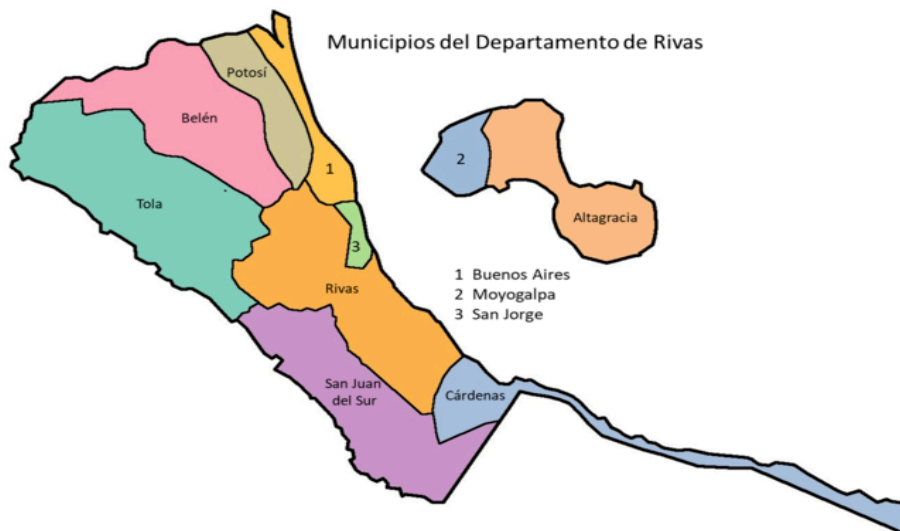 Municipios del Departamento de Rivas
Potosí
Belén
1
2
Tola
Altagracia
3
Rivas
1 Buenos Aires
2 Moyogalpa
3 San Jorge
San Juan
del Sur
Cárdenas